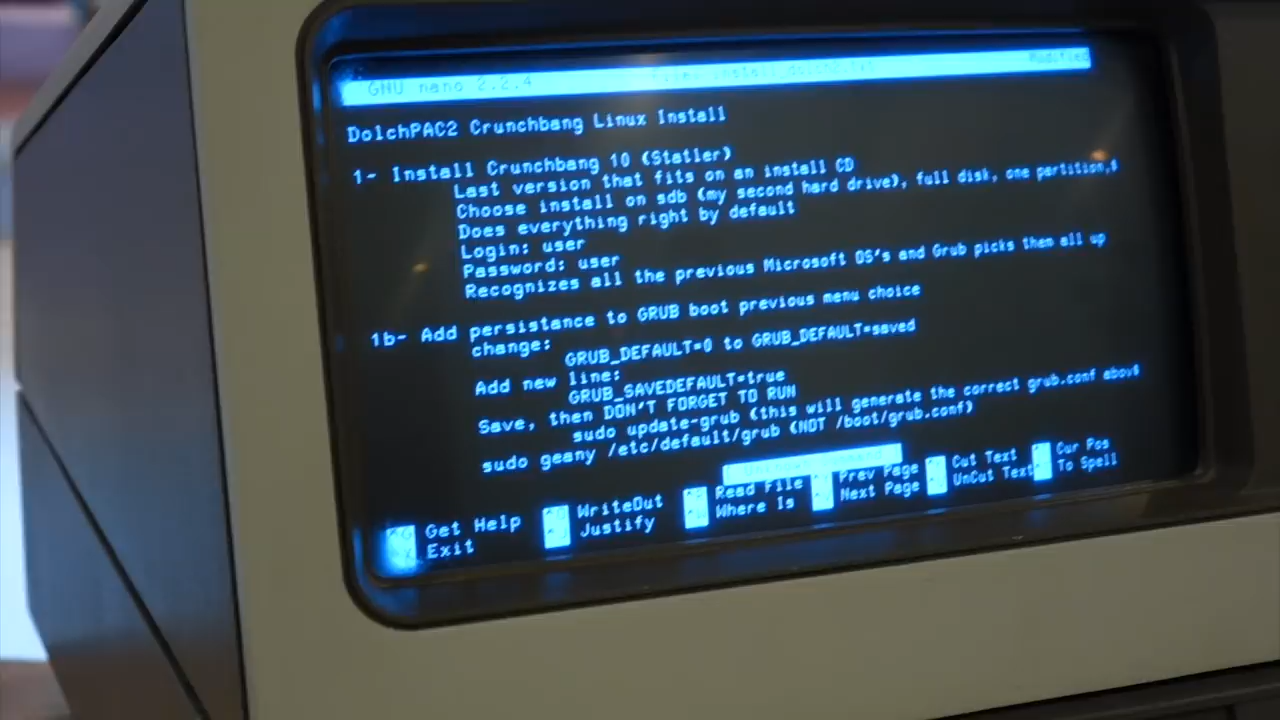 GNU nano 2.2.4 File: install_dolch2.txt Modified
DolchPAC2 Crunchbang Linux Install
1- Install Crunchbang 10 (Statler)
Last version that fits on an install CD
Choose install on sdb (my second hard drive), full disk, one partition,$
Does everything right by default
Login: user
Password: user
Recognizes all the previous Microsoft OS's and Grub picks them all up
1b- Add persistance to GRUB boot previous menu choice
change:
GRUB_DEFAULT=0 to GRUB_DEFAULT=saved
Add new line:
GRUB_SAVEDEFAULT=true
Save, then DON'T FORGET TO RUN
sudo update-grub (this will generate the correct grub.conf abov$
sudo geany /etc/default/grub (NOT /boot/grub.conf)
^G Get Help WriteOut Read File Prev Page Cut Text Cur Pos
^X Exit Justify Where Is Next Page UnCut Text To Spell